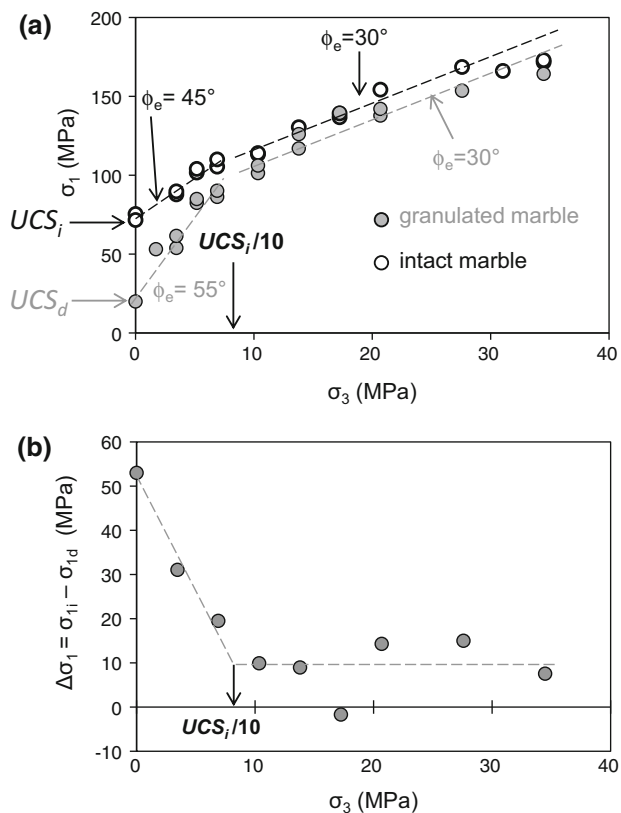 (a)
200
150
100
50
0
σ₁ (MPa)
ϕₑ= 45°
ϕₑ=30°
ϕₑ=30°
UCSᵢ
UCSᵢ/10
granulated marble
intact marble
UCS_d
ϕₑ = 55°
0 10 20 30 40
σ₃ (MPa)
(b)
60
50
40
30
20
10
0
-10
Δσ₁ = σ₁ᵢ – σ₁d (MPa)
UCSᵢ/10
0 10 20 30 40
σ₃ (MPa)